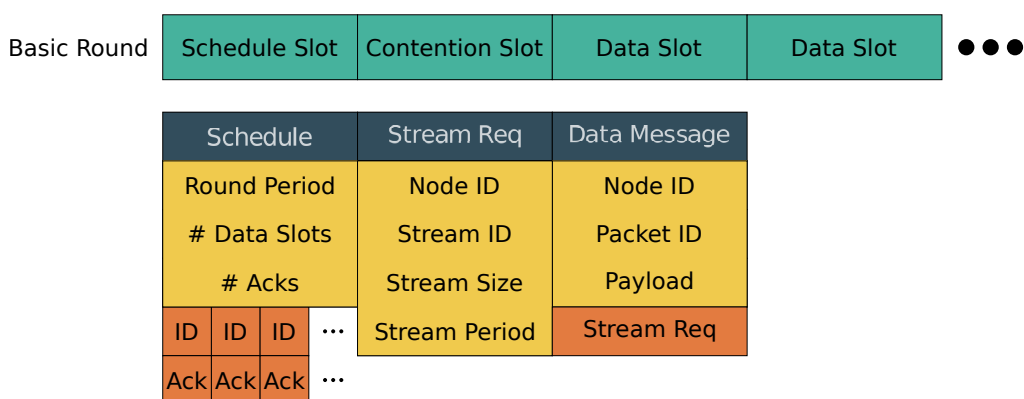 Basic Round Schedule Slot Contention Slot Data Slot Data Slot ●●●
Schedule Stream Req Data Message
Round Period Node ID Node ID
# Data Slots Stream ID Packet ID
# Acks Stream Size Payload
ID ID ID ... Stream Period Stream Req
Ack Ack Ack ...